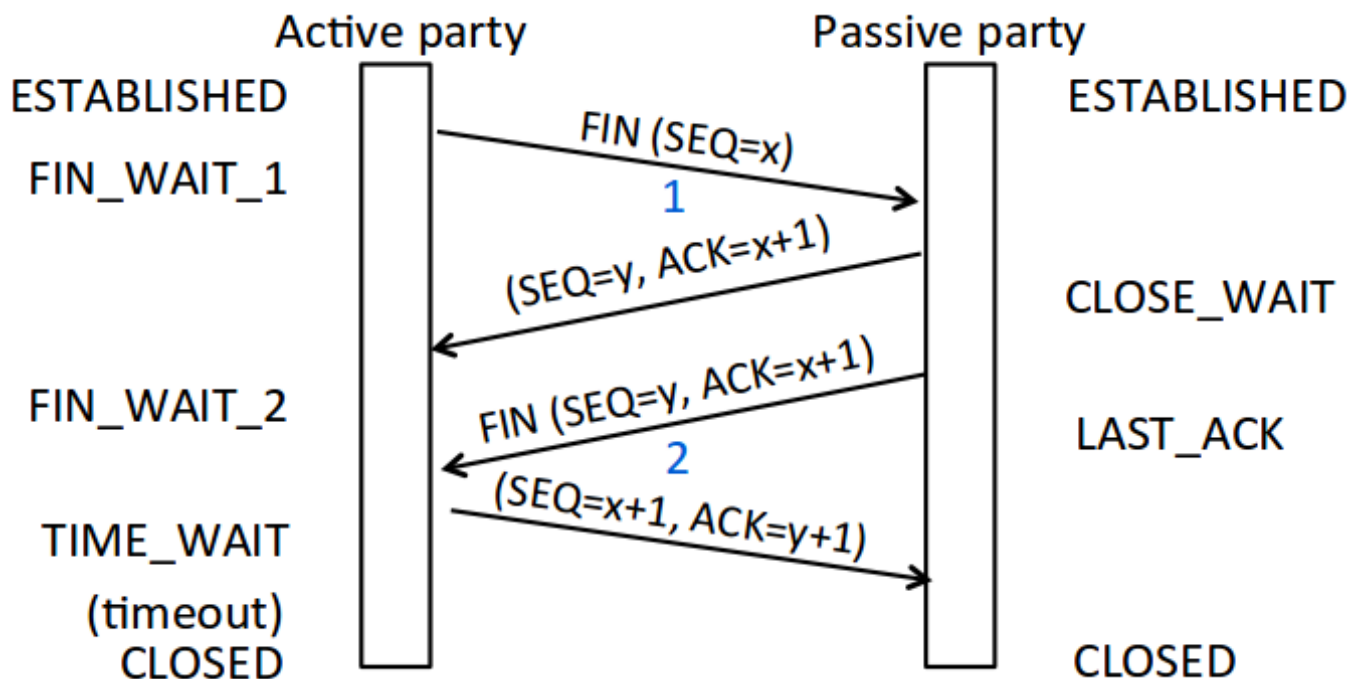 Active party
Passive party
ESTABLISHED
ESTABLISHED
FIN (SEQ=x)
FIN_WAIT_1
1
(SEQ=y, ACK=x+1)
CLOSE_WAIT
FIN (SEQ=y, ACK=x+1)
FIN_WAIT_2
LAST_ACK
2
(SEQ=x+1, ACK=y+1)
TIME_WAIT
(timeout)
CLOSED
CLOSED